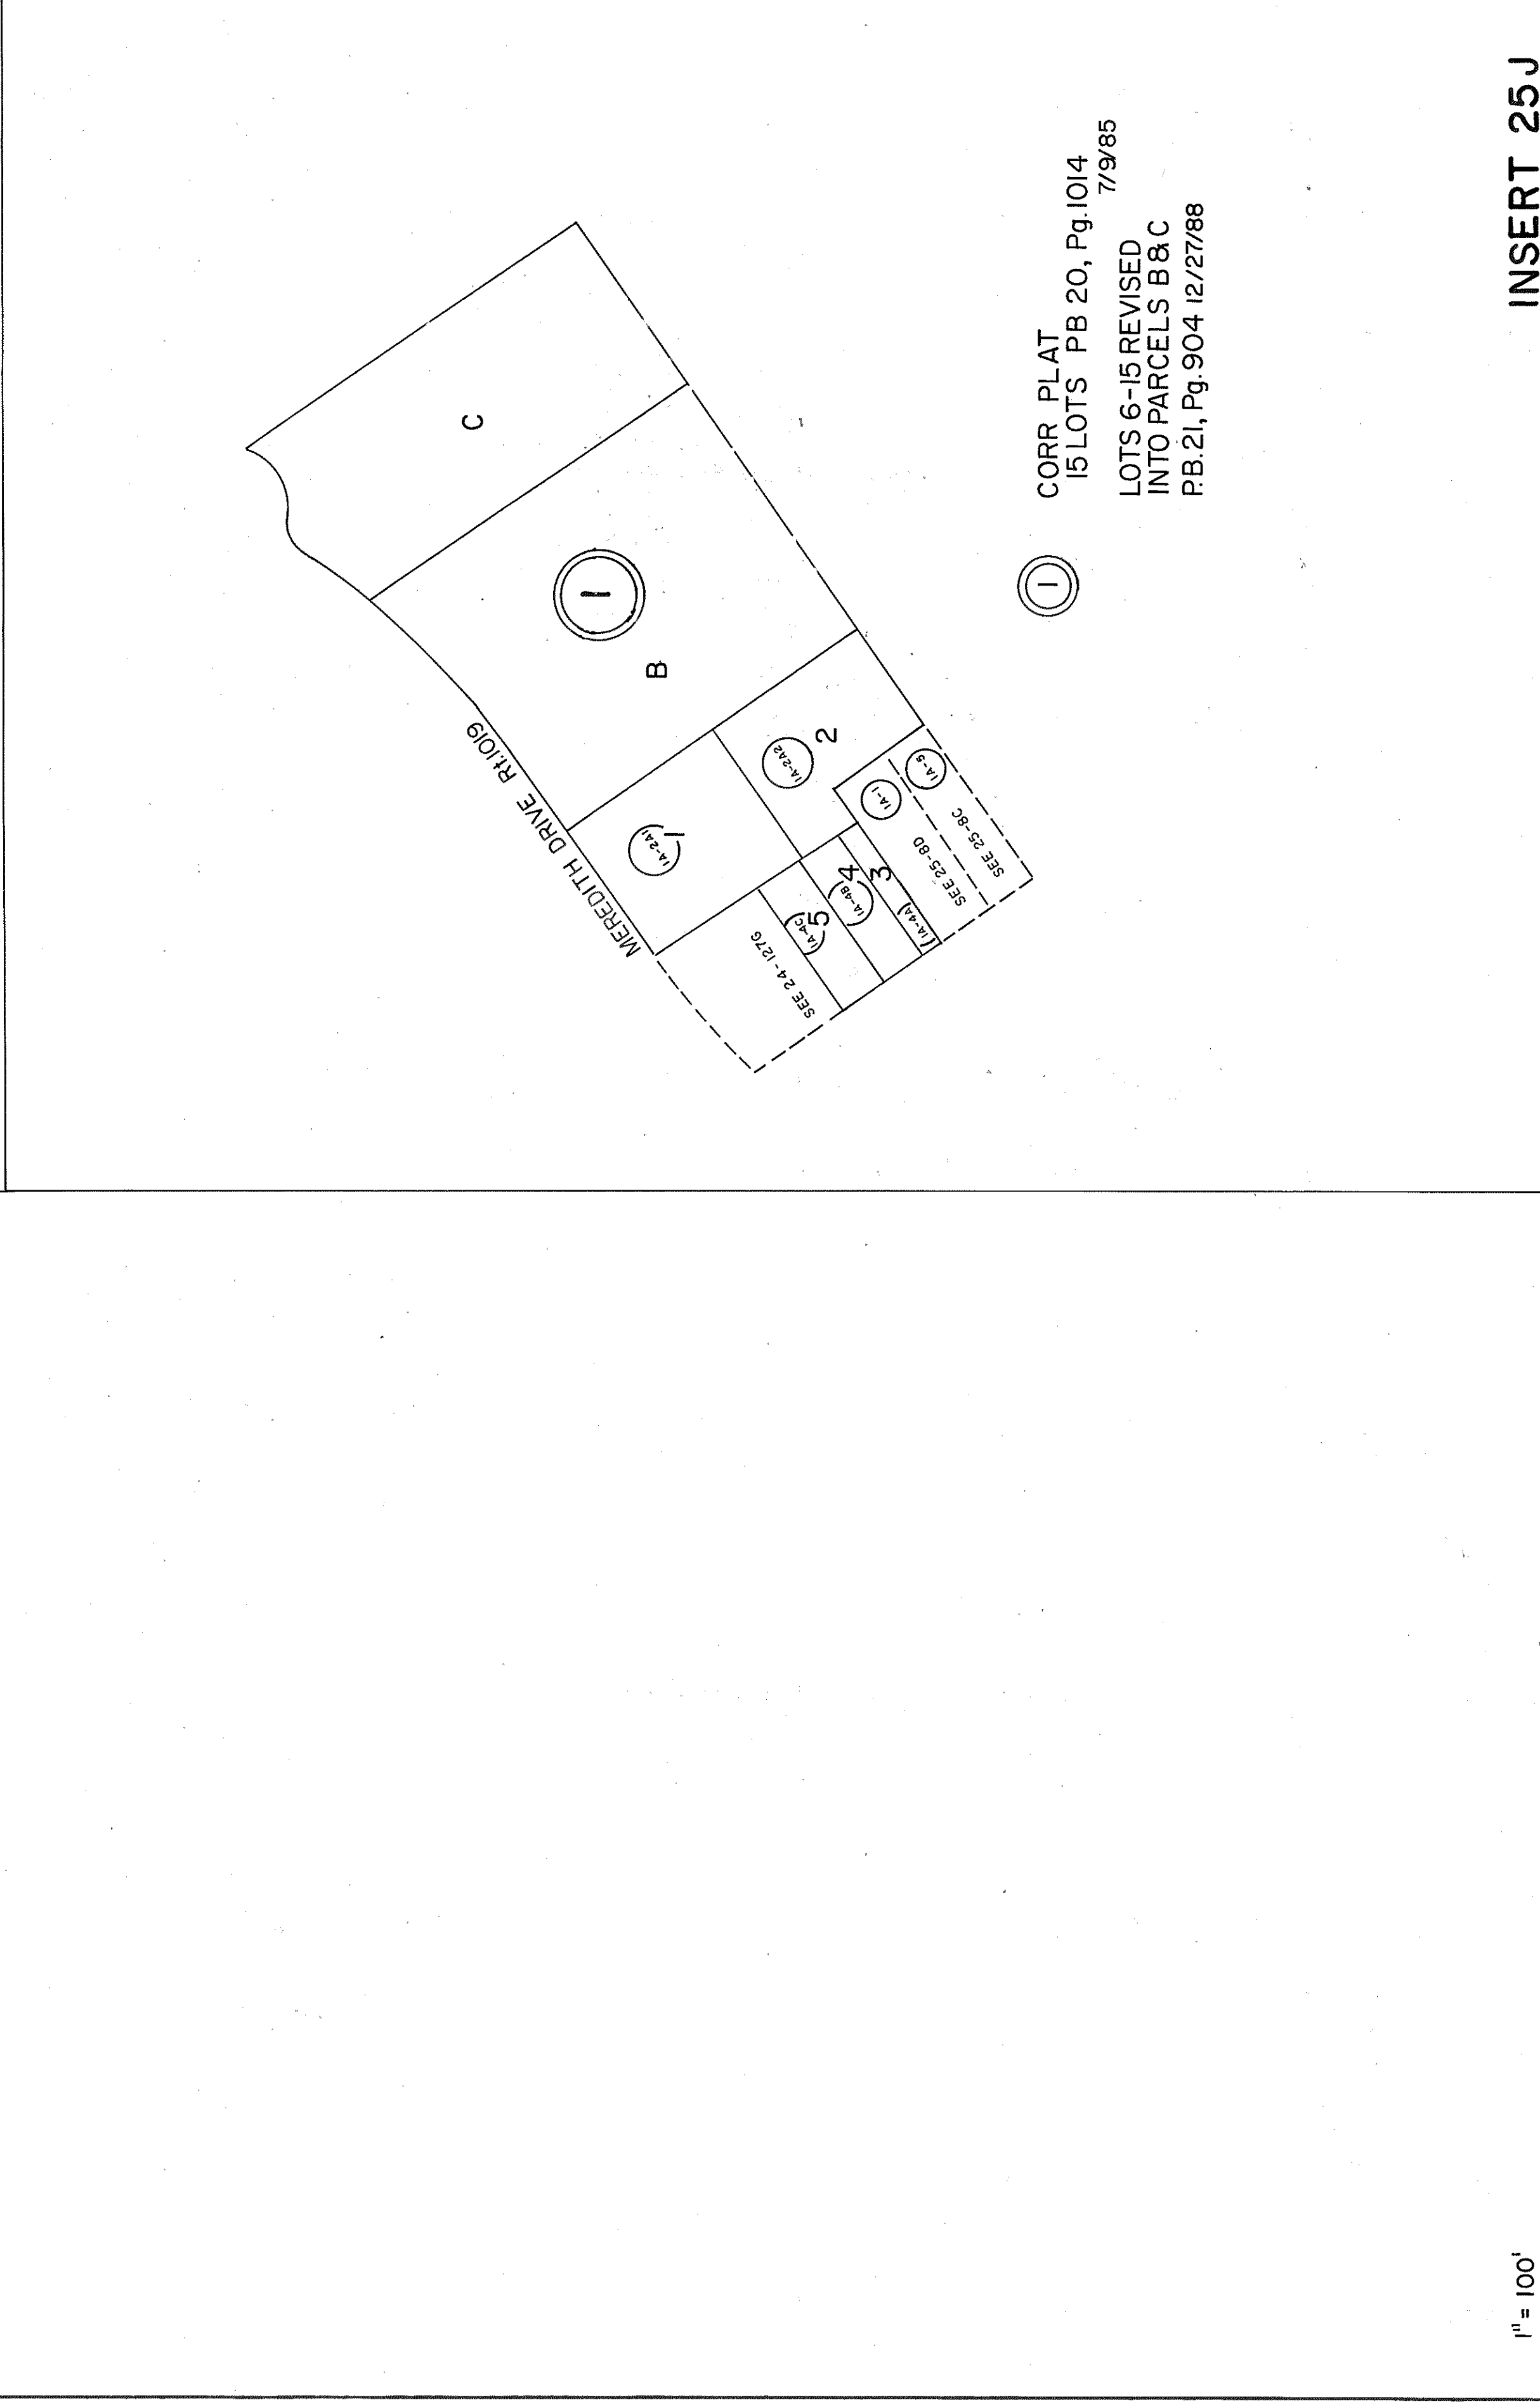 MEREDITH DRIVE Rt.1019
C
1
B
1A-2A1
1
1A-2A2
2
1A-1
SEE 25-8D
1A-5
SEE 25-8C
SEE 24-127G
1A-4C
5
1A-4B
4
1A-4A
3
1
CORR PLAT
15 LOTS PB 20, Pg.1014
7/9/85
LOTS 6-15 REVISED
INTO PARCELS B & C
P.B.21, Pg.904 12/27/88
1" = 100'
INSERT 25J